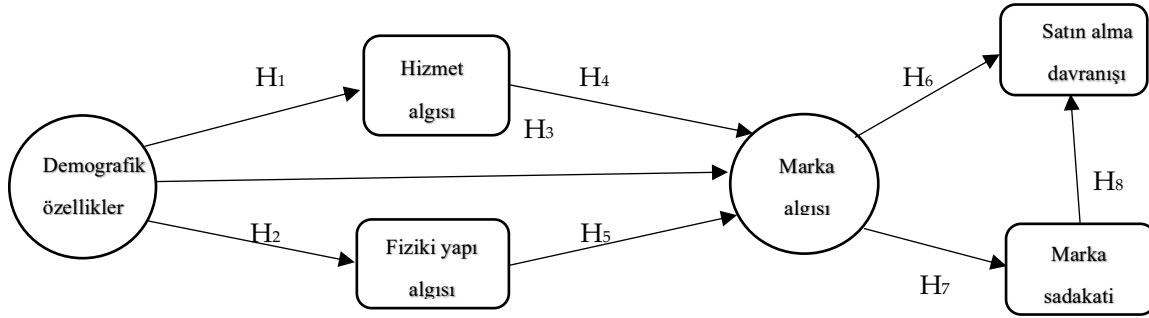 Satın alma
davranışı
Hizmet
algısı
H1
H4
H6
H3
Demografik
özellikler
Marka
algısı
H8
H2
Fiziki yapı
algısı
H5
Marka
sadakati
H7